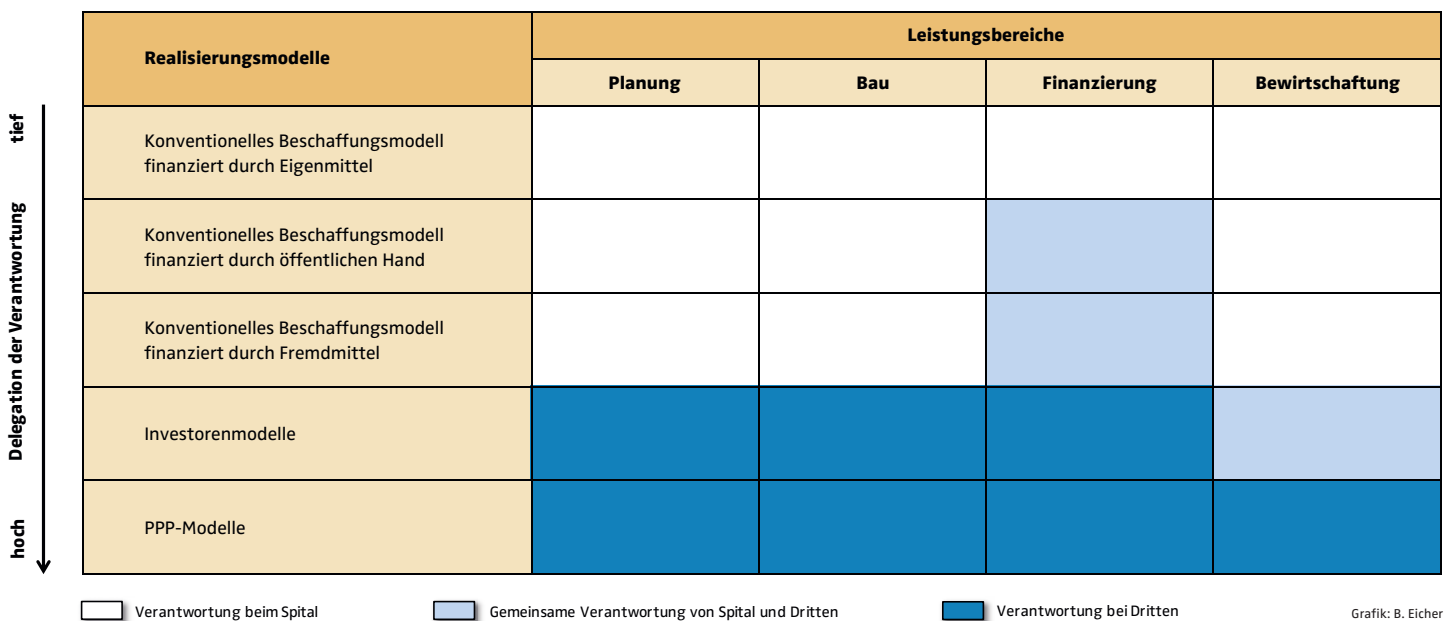 Realisierungsmodelle
Leistungsbereiche
Planung
Bau
Finanzierung
Bewirtschaftung
tief
Delegation der Verantwortung
hoch
Konventionelles Beschaffungsmodell
finanziert durch Eigenmittel
Konventionelles Beschaffungsmodell
finanziert durch öffentlichen Hand
Konventionelles Beschaffungsmodell
finanziert durch Fremdmittel
Investorenmodelle
PPP-Modelle
Verantwortung beim Spital
Gemeinsame Verantwortung von Spital und Dritten
Verantwortung bei Dritten
Grafik: B. Eicher